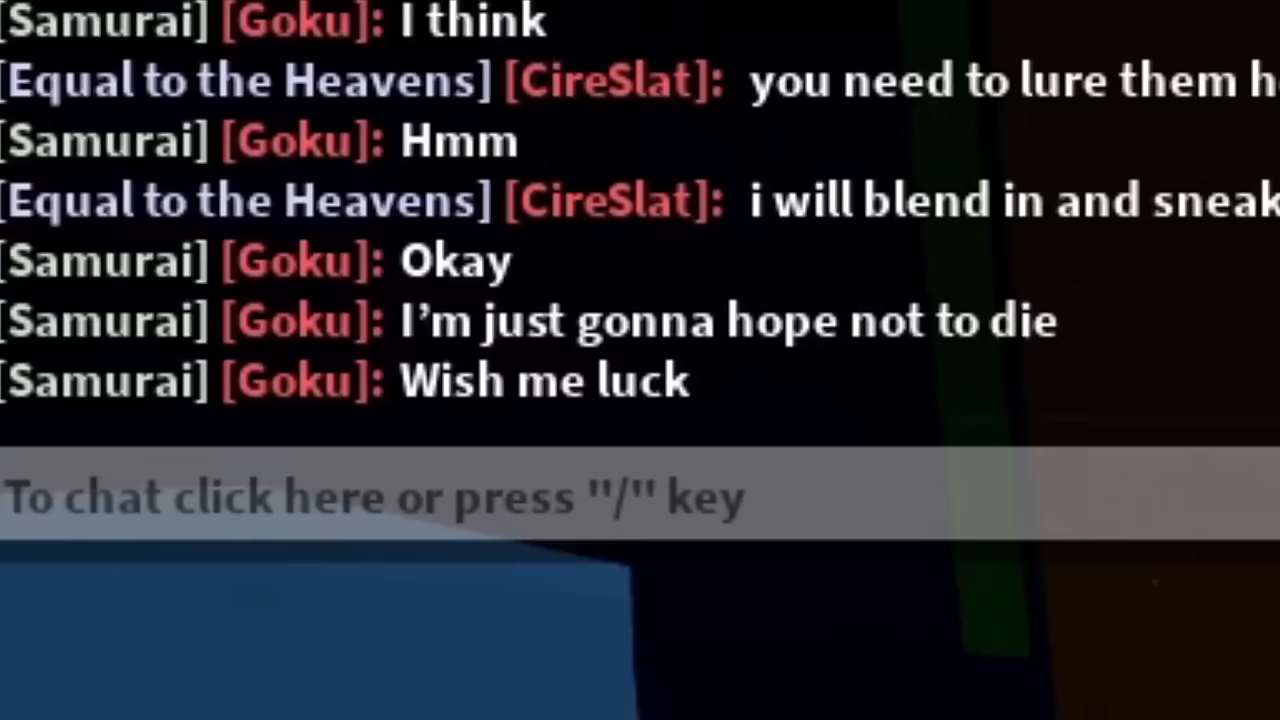 [Samurai] [Goku]: I think
[Equal to the Heavens] [CireSlat]: you need to lure them
[Samurai] [Goku]: Hmm
[Equal to the Heavens] [CireSlat]: i will blend in and sneak
[Samurai] [Goku]: Okay
[Samurai] [Goku]: I’m just gonna hope not to die
[Samurai] [Goku]: Wish me luck
To chat click here or press "/" key